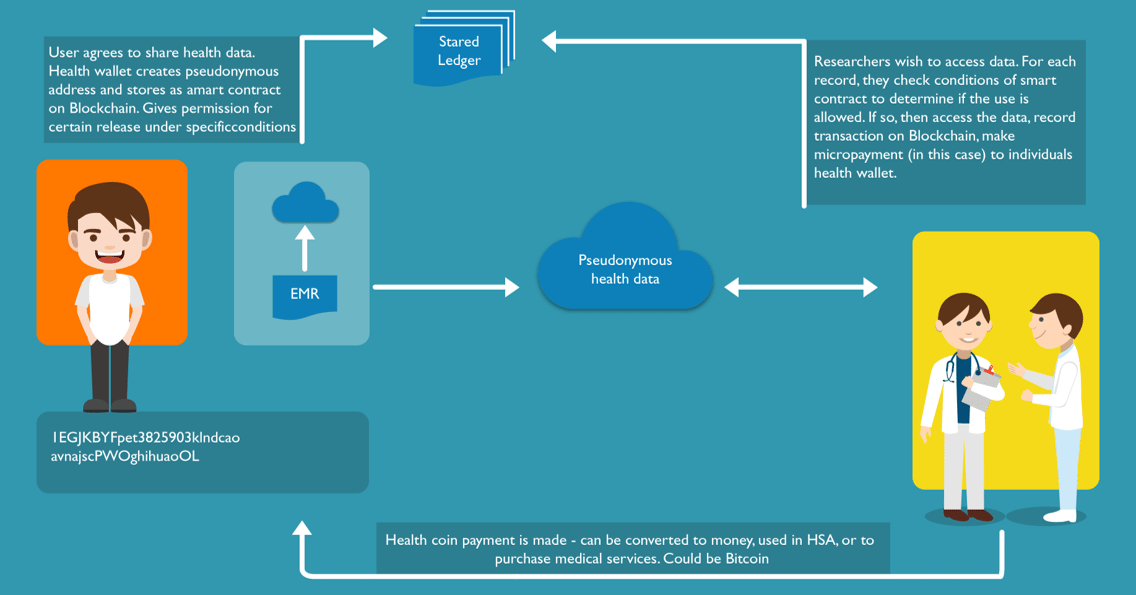 User agrees to share health data.
Health wallet creates pseudonymous
address and stores as amart contract
on Blockchain. Gives permission for
certain release under specificconditions
Stared
Ledger
Researchers wish to access data. For each
record, they check conditions of smart
contract to determine if the use is
allowed. If so, then access the data, record
transaction on Blockchain, make
micropayment (in this case) to individuals
health wallet.
EMR
Pseudonymous
health data
1EGJKBYFpet3825903klndcao
avnajscPWOghihuaoOL
Health coin payment is made - can be converted to money, used in HSA, or to
purchase medical services. Could be Bitcoin